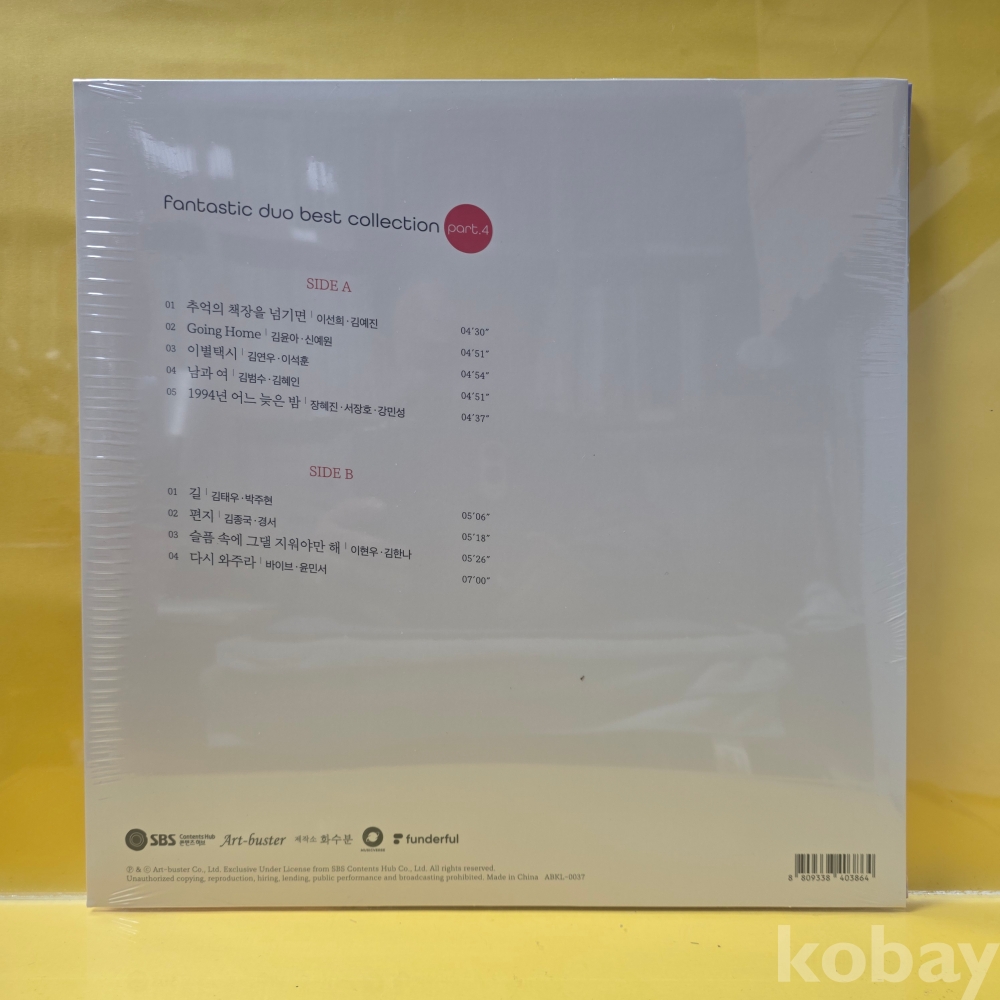 fantastic duo best collection part.4
SIDE A
01 추억의 책장을 넘기면 | 이선희·김예진 04'30"
02 Going Home | 김윤아·신예원 04'51"
03 이별택시 | 김연우·이석훈 04'54"
04 남과 여 | 김범수·김혜인 04'51"
05 1994년 어느 늦은 밤 | 장혜진·서장호·강민성 04'37"
SIDE B
01 길 | 김태우·박주현 05'06"
02 편지 | 김종국·경서 05'18"
03 슬픔 속에 그댈 지워야만 해 | 이현우·김한나 05'26"
04 다시 와주라 | 바이브·윤민서 07'00"
SBS Contents Hub 콘텐츠허브 Art-buster 제작소 화수분 funderful
Ⓟ & ⓒ Art-buster Co., Ltd. Exclusive Under License from SBS Contents Hub Co., Ltd. All rights reserved.
Unauthorized copying, reproduction, hiring, lending, public performance and broadcasting prohibited. Made in China ABKL-0037
8 809338 403864
kobay